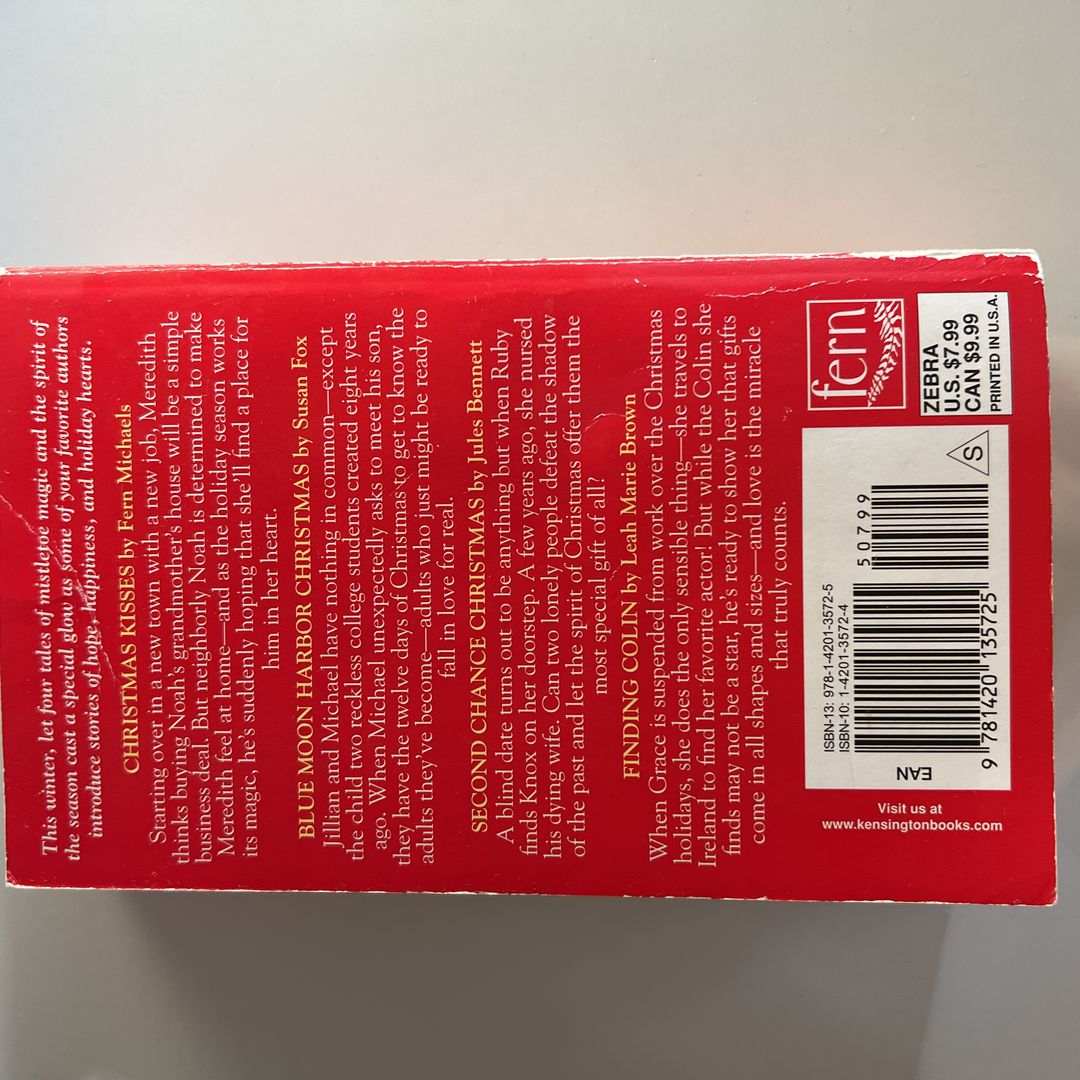 This winter, let four tales of mistletoe magic and the spirit of
the season cast a special glow as some of your favorite authors
introduce stories of hope, happiness, and holiday hearts.
CHRISTMAS KISSES by Fern Michaels
Starting over in a new town with a new job, Meredith
thinks buying Noah's grandmother's house will be a simple
business deal. But neighborly Noah is determined to make
Meredith feel at home—and as the holiday season works
its magic, he's suddenly hoping that she'll find a place for
him in her heart.
BLUE MOON HARBOR CHRISTMAS by Susan Fox
Jillian and Michael have nothing in common—except
the child two reckless college students created eight years
ago. When Michael unexpectedly asks to meet his son,
they have the twelve days of Christmas to get to know the
adults they've become—adults who just might be ready to
fall in love for real.
SECOND CHANCE CHRISTMAS by Jules Bennett
A blind date turns out to be anything but when Ruby
finds Knox on her doorstep. A few years ago, she nursed
his dying wife. Can two lonely people defeat the shadow
of the past and let the spirit of Christmas offer them the
most special gift of all?
FINDING COLIN by Leah Marie Brown
When Grace is suspended from work over the Christmas
holidays, she does the only sensible thing—she travels to
Ireland to find her favorite actor! But while the Colin she
finds may not be a star, he's ready to show her that gifts
come in all shapes and sizes—and love is the miracle
that truly counts.
fern
ZEBRA
U.S. $7.99
CAN $9.99
PRINTED IN U.S.A.
ISBN-13: 978-1-4201-3572-5
ISBN-10: 1-4201-3572-4
50799
S
EAN
9 781420 135725
Visit us at
www.kensingtonbooks.com